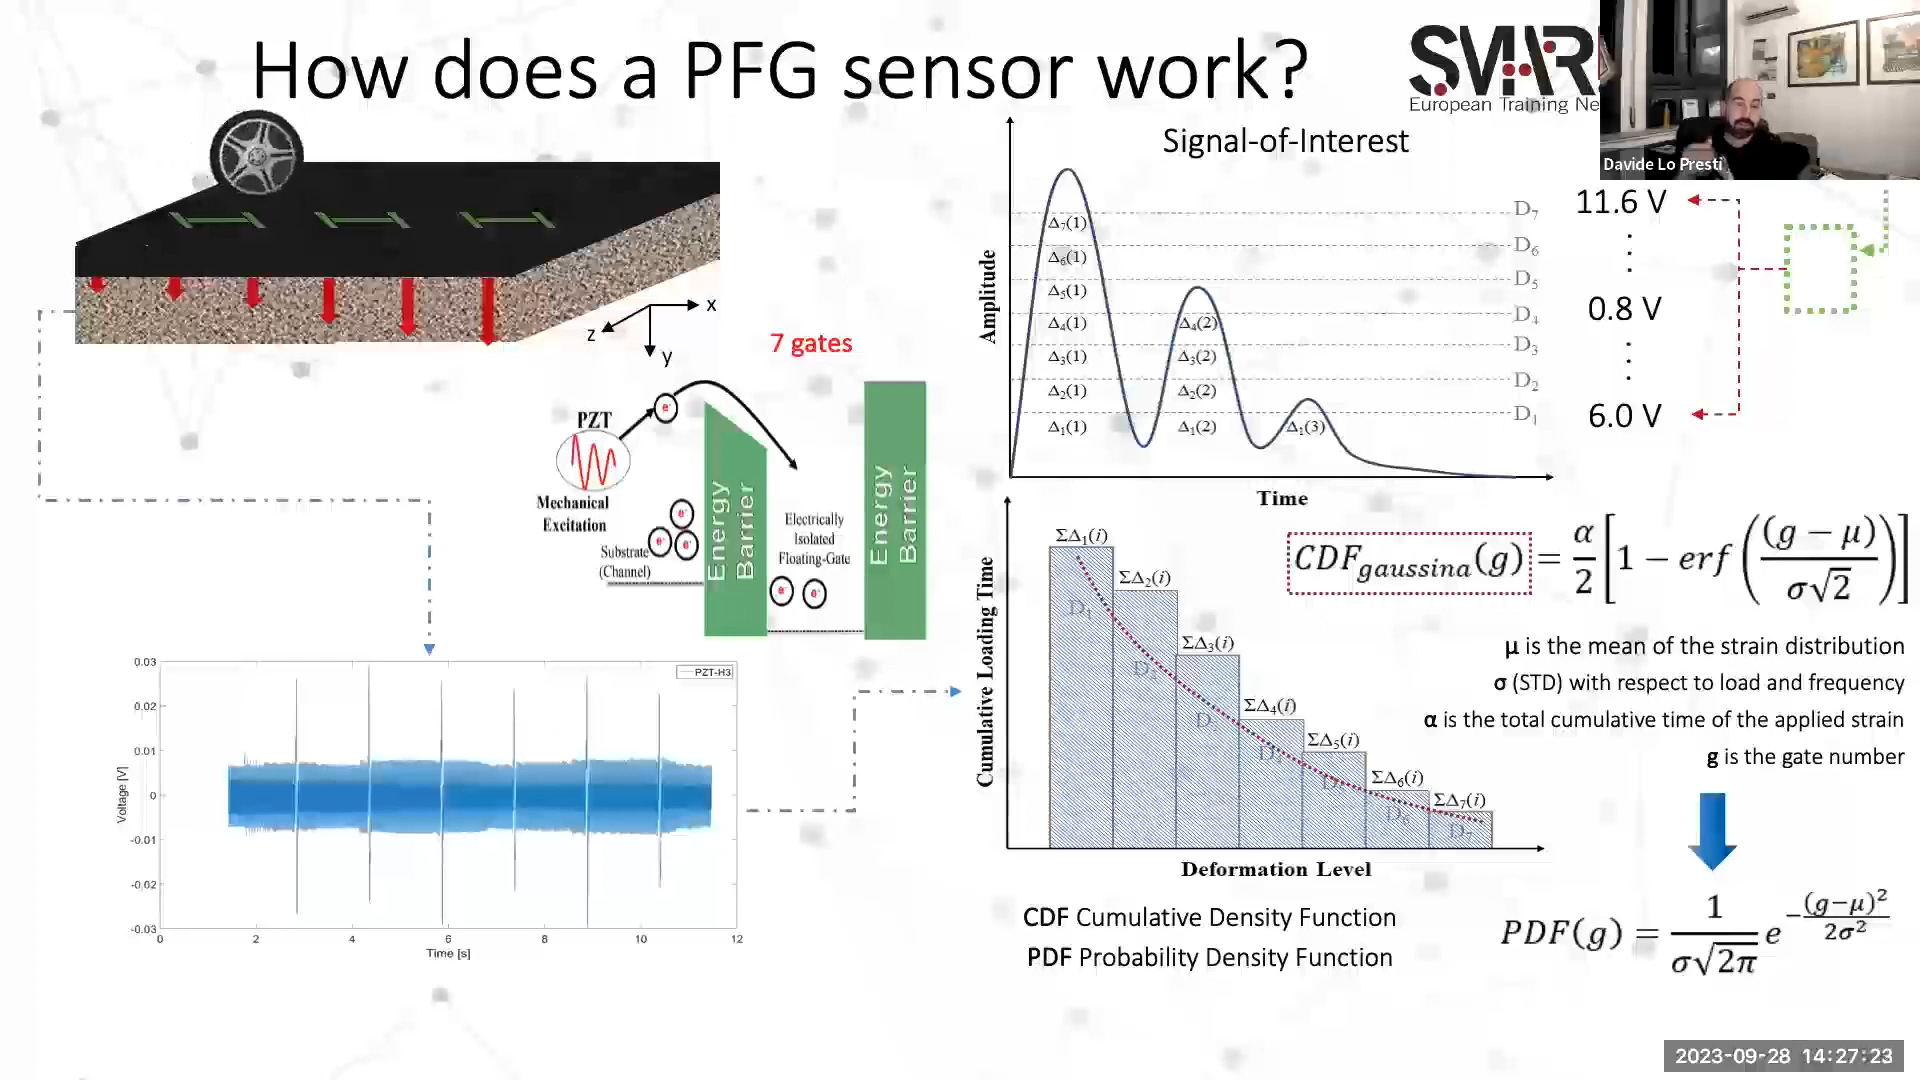 How does a PFG sensor work?
SMAR
European Training Ne
Davide Lo Presti
x
z
y
7 gates
PZT
e-
Mechanical
Excitation
Substrate
(Channel)
e-
e-
e-
Energy
Barrier
Electrically
Isolated
Floating-Gate
e-
e-
Energy
Barrier
PZT-H3
0.03
0.02
0.01
0
-0.01
-0.02
-0.03
Voltage [V]
0 2 4 6 8 10 12
Time [s]
Signal-of-Interest
Amplitude
Δ7(1)
Δ6(1)
Δ5(1)
Δ4(1) Δ4(2)
Δ3(1) Δ3(2)
Δ2(1) Δ2(2)
Δ1(1) Δ1(2) Δ1(3)
D7
D6
D5
D4
D3
D2
D1
Time
11.6 V
0.8 V
6.0 V
Cumulative Loading Time
ΣΔ1(i)
ΣΔ2(i)
ΣΔ3(i)
ΣΔ4(i)
ΣΔ5(i)
ΣΔ6(i)
ΣΔ7(i)
D1
Deformation Level
CDFgaussina(g) = α/2 [1 − erf ((g − μ)/(σ√2))]
μ is the mean of the strain distribution
σ (STD) with respect to load and frequency
α is the total cumulative time of the applied strain
g is the gate number
CDF Cumulative Density Function
PDF Probability Density Function
PDF(g) = 1/(σ√2π) e^−(g−μ)²/2σ²
2023-09-28 14:27:23